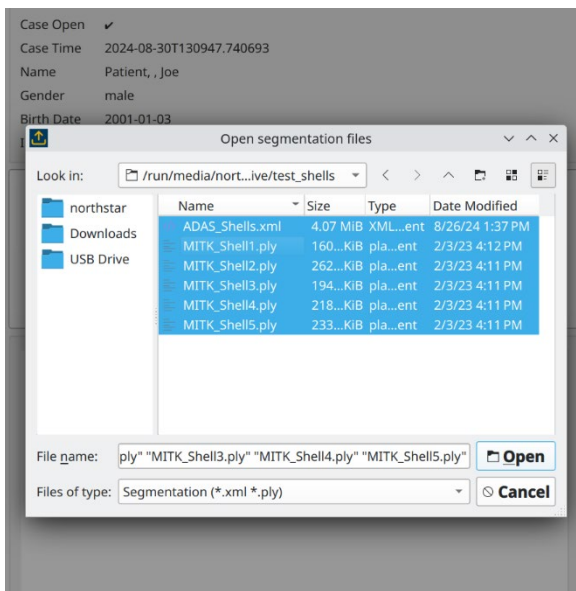 Case Open ✔
Case Time 2024-08-30T130947.740693
Name Patient, , Joe
Gender male
Birth Date 2001-01-03
I
Open segmentation files
Look in: /run/media/nort...ive/test_shells
northstar
Downloads
USB Drive
Name Size Type Date Modified
ADAS_Shells.xml 4.07 MiB XML...ent 8/26/24 1:37 PM
MITK_Shell1.ply 160...KiB pla...ent 2/3/23 4:12 PM
MITK_Shell2.ply 262...KiB pla...ent 2/3/23 4:11 PM
MITK_Shell3.ply 194...KiB pla...ent 2/3/23 4:11 PM
MITK_Shell4.ply 218...KiB pla...ent 2/3/23 4:11 PM
MITK_Shell5.ply 233...KiB pla...ent 2/3/23 4:11 PM
File name: ply" "MITK_Shell3.ply" "MITK_Shell4.ply" "MITK_Shell5.ply" Open
Files of type: Segmentation (*.xml *.ply) Cancel